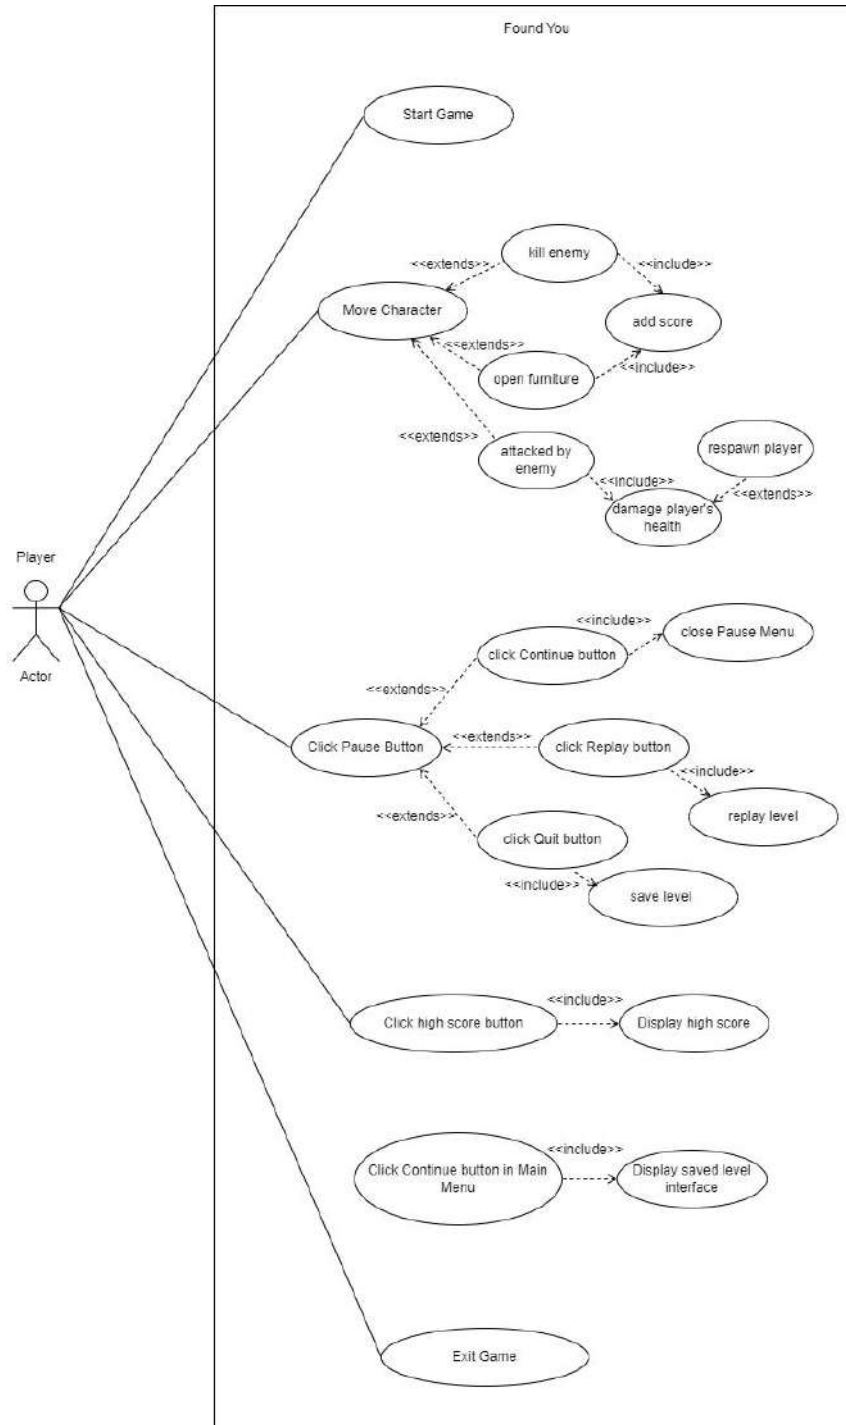 Found You
Start Game
kill enemy
<<extends>>
<<include>>
Move Character
add score
<<extends>>
<<include>>
open furniture
<<extends>>
attacked by
enemy
respawn player
<<include>>
<<extends>>
damage player's
health
Player
Actor
<<include>>
close Pause Menu
click Continue button
<<extends>>
<<extends>>
Click Pause Button
click Replay button
<<include>>
<<extends>>
replay level
click Quit button
<<include>>
save level
<<include>>
Click high score button
Display high score
<<include>>
Click Continue button in Main
Menu
Display saved level
interface
Exit Game